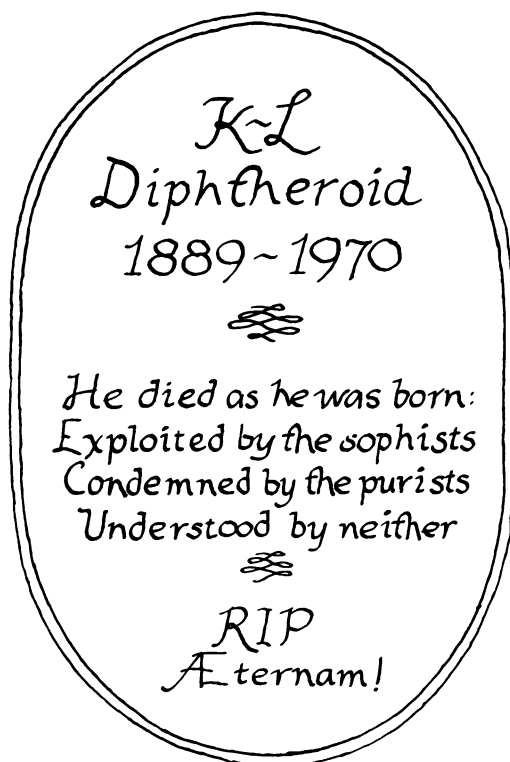 K~L
Diphtheroid
1889~1970
He died as he was born:
Exploited by the sophists
Condemned by the purists
Understood by neither
RIP
Æternam!